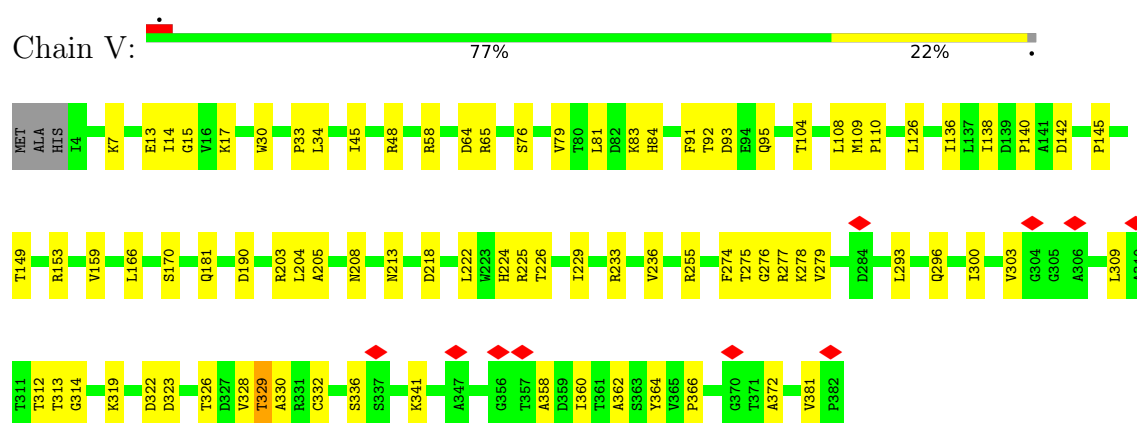 Chain V:
77% 22%
MET ALA HIS I4 K7 E13 I14 G15 V16 K17 W30 P33 L34 I45 R48 R58 D64 R65 S76 V79 T80 L81 D82 K83 H84 F91 T92 D93 E94 Q95 T104 L108 M109 P110 L126 I136 L137 I138 D139 P140 A141 D142 P145
T149 R153 V159 L166 S170 Q181 D190 R203 L204 A205 N208 N213 D218 L222 W223 H224 R225 T226 I229 R233 V236 R255 F274 T275 G276 R277 K278 V279 D284 L293 Q296 I300 V303 G304 G305 A306 L309
T311 T312 T313 G314 K319 D322 D323 T326 D327 V328 T329 A330 R331 C332 S336 S337 K341 A347 G356 T357 A358 D359 I360 T361 A362 S363 Y364 V365 P366 G370 T371 A372 V381 P382